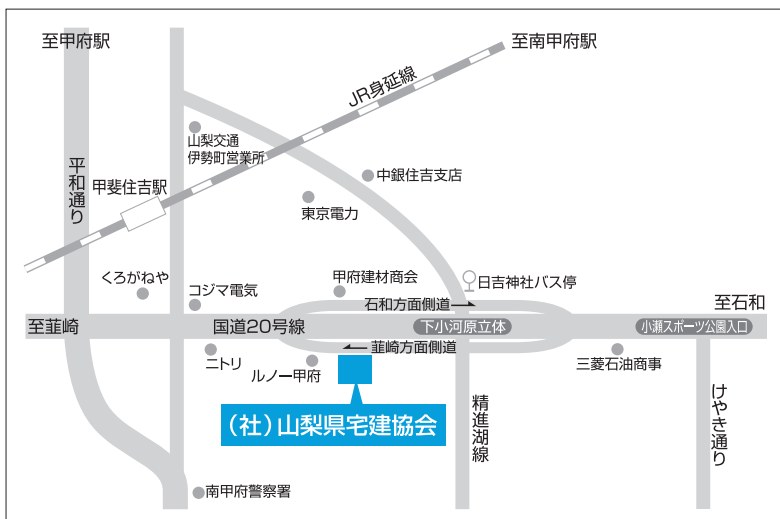 至甲府駅
至南甲府駅
JR身延線
山梨交通
伊勢町営業所
平和通り
甲斐住吉駅
中銀住吉支店
東京電力
くろがねや
コジマ電気
甲府建材商会
日吉神社バス停
石和方面側道
至石和
至韮崎
国道20号線
下小河原立体
小瀬スポーツ公園入口
韮崎方面側道
ニトリ
ルノー甲府
三菱石油商事
(社)山梨県宅建協会
精進湖線
けやき通り
南甲府警察署